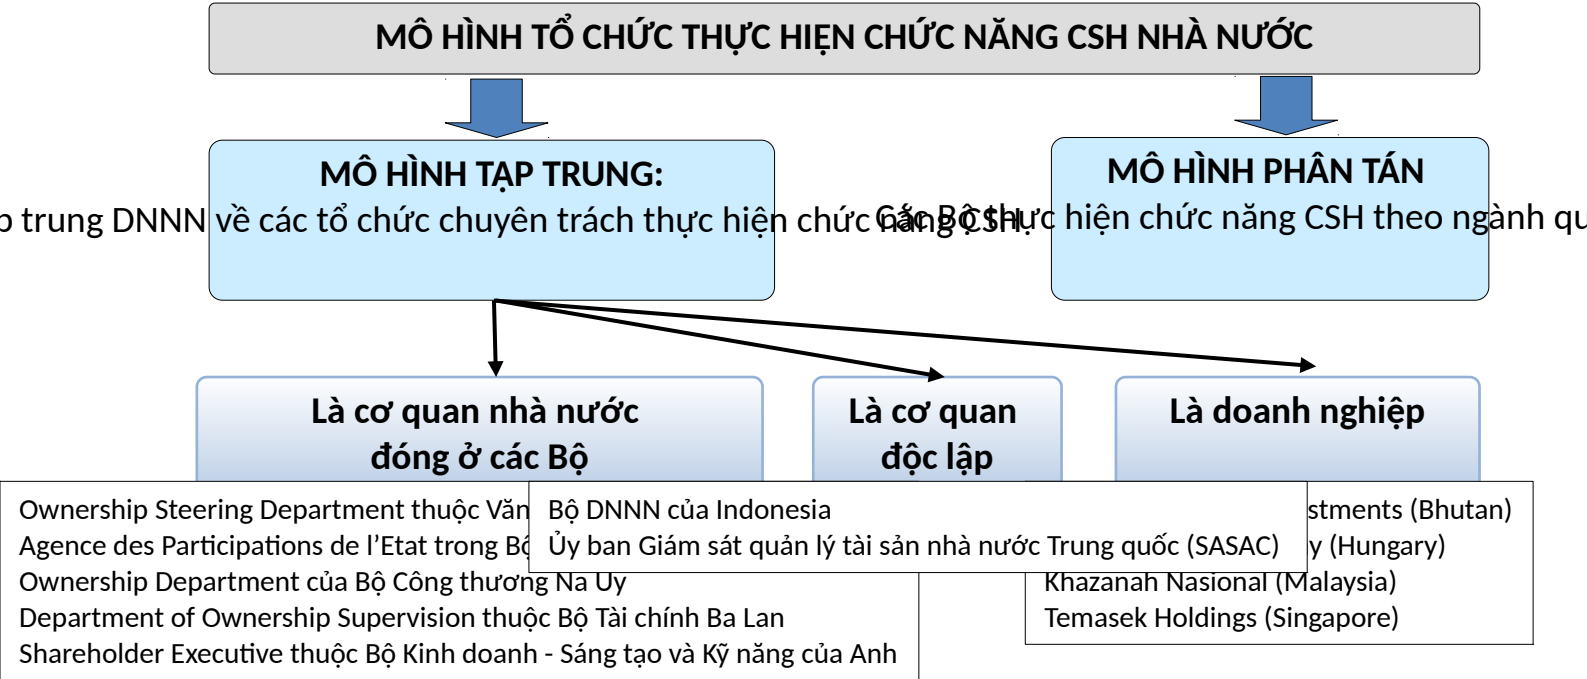 MÔ HÌNH TỔ CHỨC THỰC HIỆN CHỨC NĂNG CSH NHÀ NƯỚC
MÔ HÌNH TẬP TRUNG:
trung DNNN về các tổ chức chuyên trách thực hiện chức năng CSH
MÔ HÌNH PHÂN TÁN
Các Bộ thực hiện chức năng CSH theo ngành
Là cơ quan nhà nước
đóng ở các Bộ
Là cơ quan
độc lập
Là doanh nghiệp
Ownership Steering Department thuộc Văn
Agence des Participations de l’Etat trong
Ownership Department của Bộ Công thương Na Uy
Department of Ownership Supervision thuộc Bộ Tài chính Ba Lan
Shareholder Executive thuộc Bộ Kinh doanh - Sáng tạo và Kỹ năng của Anh
Bộ DNNN của Indonesia
Ủy ban Giám sát quản lý tài sản nhà nước Trung quốc (SASAC)
(Bhutan)
(Hungary)
Khazanah Nasional (Malaysia)
Temasek Holdings (Singapore)